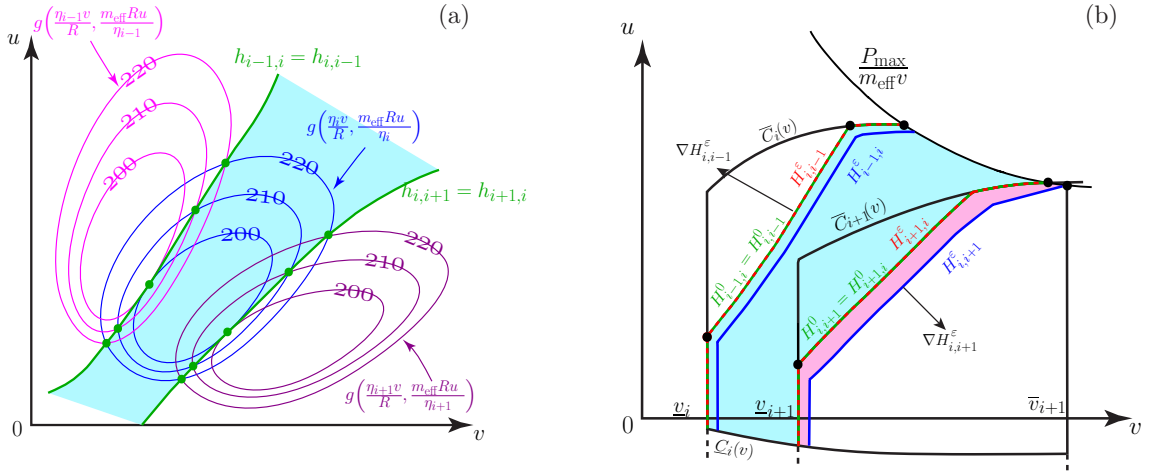 (a)
u
g(η_{i−1}v/R, m_eff Ru/η_{i−1})
h_{i−1,i} = h_{i,i−1}
220
210
200
g(η_i v/R, m_eff Ru/η_i)
220
210
200
h_{i,i+1} = h_{i+1,i}
220
210
200
g(η_{i+1}v/R, m_eff Ru/η_{i+1})
0
v
(b)
u
P_max/m_eff v
C̅_i(v)
∇H^ε_{i,i−1}
H^ε_{i,i−1}
H^ε_{i−1,i}
H^0_{i−1,i} = H^0_{i,i−1}
C̅_{i+1}(v)
H^ε_{i+1,i}
H^ε_{i,i+1}
H^0_{i,i+1} = H^0_{i+1,i}
∇H^ε_{i,i+1}
v̲_i
v̲_{i+1}
v̅_{i+1}
0
v
C̲_i(v)